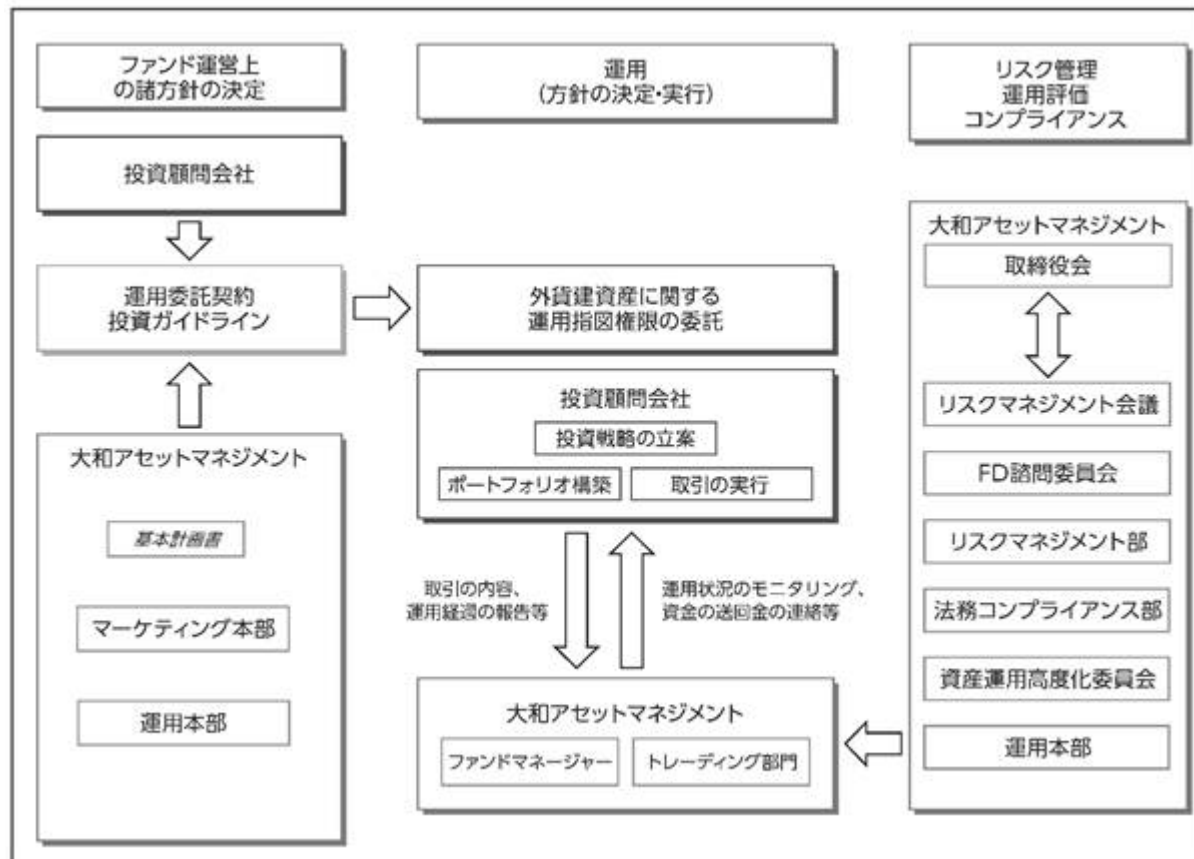 ファンド運営上
の諸方針の決定
運用
(方針の決定・実行)
リスク管理
運用評価
コンプライアンス
投資顧問会社
運用委託契約
投資ガイドライン
外貨建資産に関する
運用指図権限の委託
大和アセットマネジメント
基本計画書
マーケティング本部
運用本部
投資顧問会社
投資戦略の立案
ポートフォリオ構築
取引の実行
取引の内容、
運用経過の報告等
運用状況のモニタリング、
資金の送回金の連絡等
大和アセットマネジメント
ファンドマネージャー
トレーディング部門
大和アセットマネジメント
取締役会
リスクマネジメント会議
FD諮問委員会
リスクマネジメント部
法務コンプライアンス部
資産運用高度化委員会
運用本部